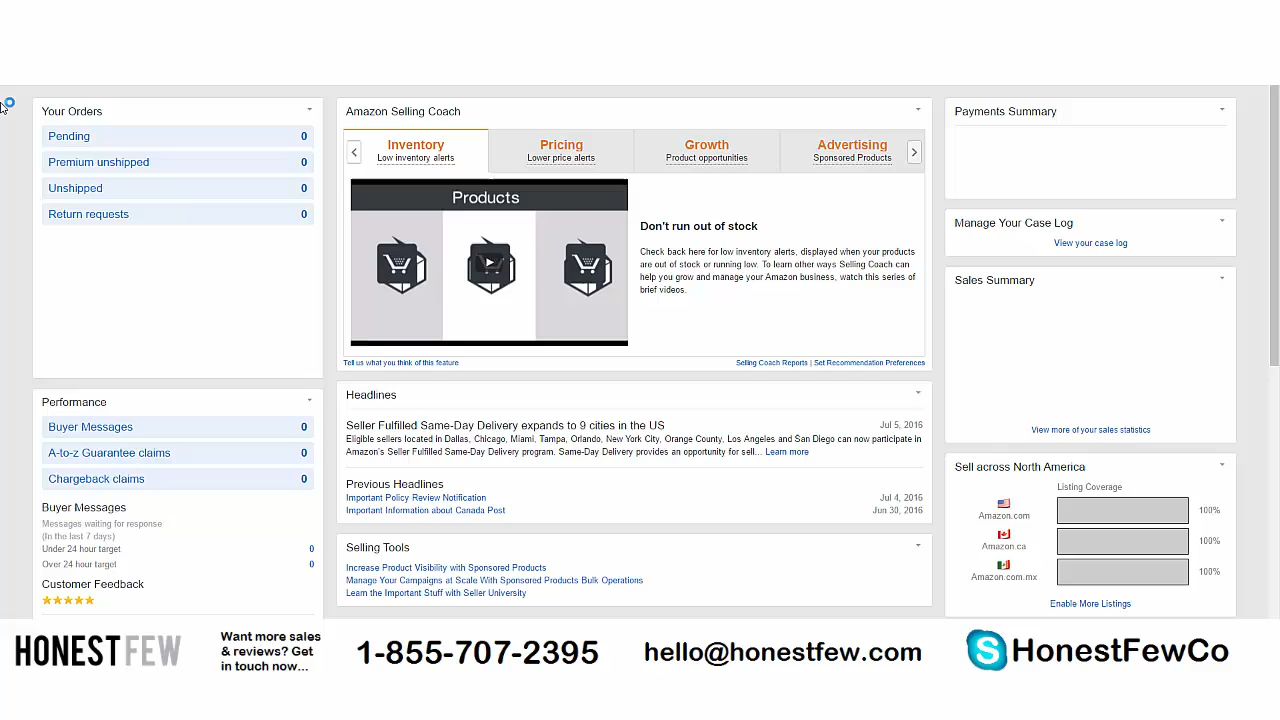 Your Orders
Pending 0
Premium unshipped 0
Unshipped 0
Return requests 0
Performance
Buyer Messages 0
A-to-z Guarantee claims 0
Chargeback claims 0
Buyer Messages
Messages waiting for response
(In the last 7 days)
Under 24 hour target 0
Over 24 hour target 0
Customer Feedback
Amazon Selling Coach
Inventory
Low inventory alerts
Pricing
Lower price alerts
Growth
Product opportunities
Advertising
Sponsored Products
Products
Don't run out of stock
Check back here for low inventory alerts, displayed when your products
are out of stock or running low. To learn other ways Selling Coach can
help you grow and manage your Amazon business, watch this series of
brief videos.
Tell us what you think of this feature
Selling Coach Reports | Set Recommendation Preferences
Headlines
Seller Fulfilled Same-Day Delivery expands to 9 cities in the US Jul 5, 2016
Eligible sellers located in Dallas, Chicago, Miami, Tampa, Orlando, New York City, Orange County, Los Angeles and San Diego can now participate in
Amazon's Seller Fulfilled Same-Day Delivery program. Same-Day Delivery provides an opportunity for sell... Learn more
Previous Headlines
Important Policy Review Notification Jul 4, 2016
Important Information about Canada Post Jun 30, 2016
Selling Tools
Increase Product Visibility with Sponsored Products
Manage Your Campaigns at Scale With Sponsored Products Bulk Operations
Learn the Important Stuff with Seller University
Payments Summary
Manage Your Case Log
View your case log
Sales Summary
View more of your sales statistics
Sell across North America
Listing Coverage
Amazon.com 100%
Amazon.ca 100%
Amazon.com.mx 100%
Enable More Listings
HONESTFEW
Want more sales
& reviews? Get
in touch now...
1-855-707-2395
hello@honestfew.com
S HonestFewCo